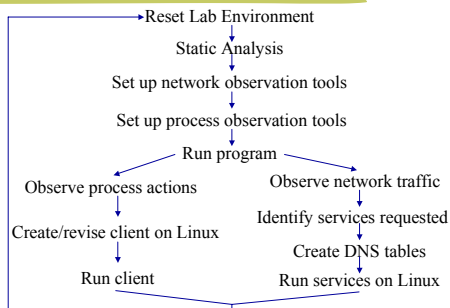 Reset Lab Environment
Static Analysis
Set up network observation tools
Set up process observation tools
Run program
Observe process actions
Create/revise client on Linux
Run client
Observe network traffic
Identify services requested
Create DNS tables
Run services on Linux